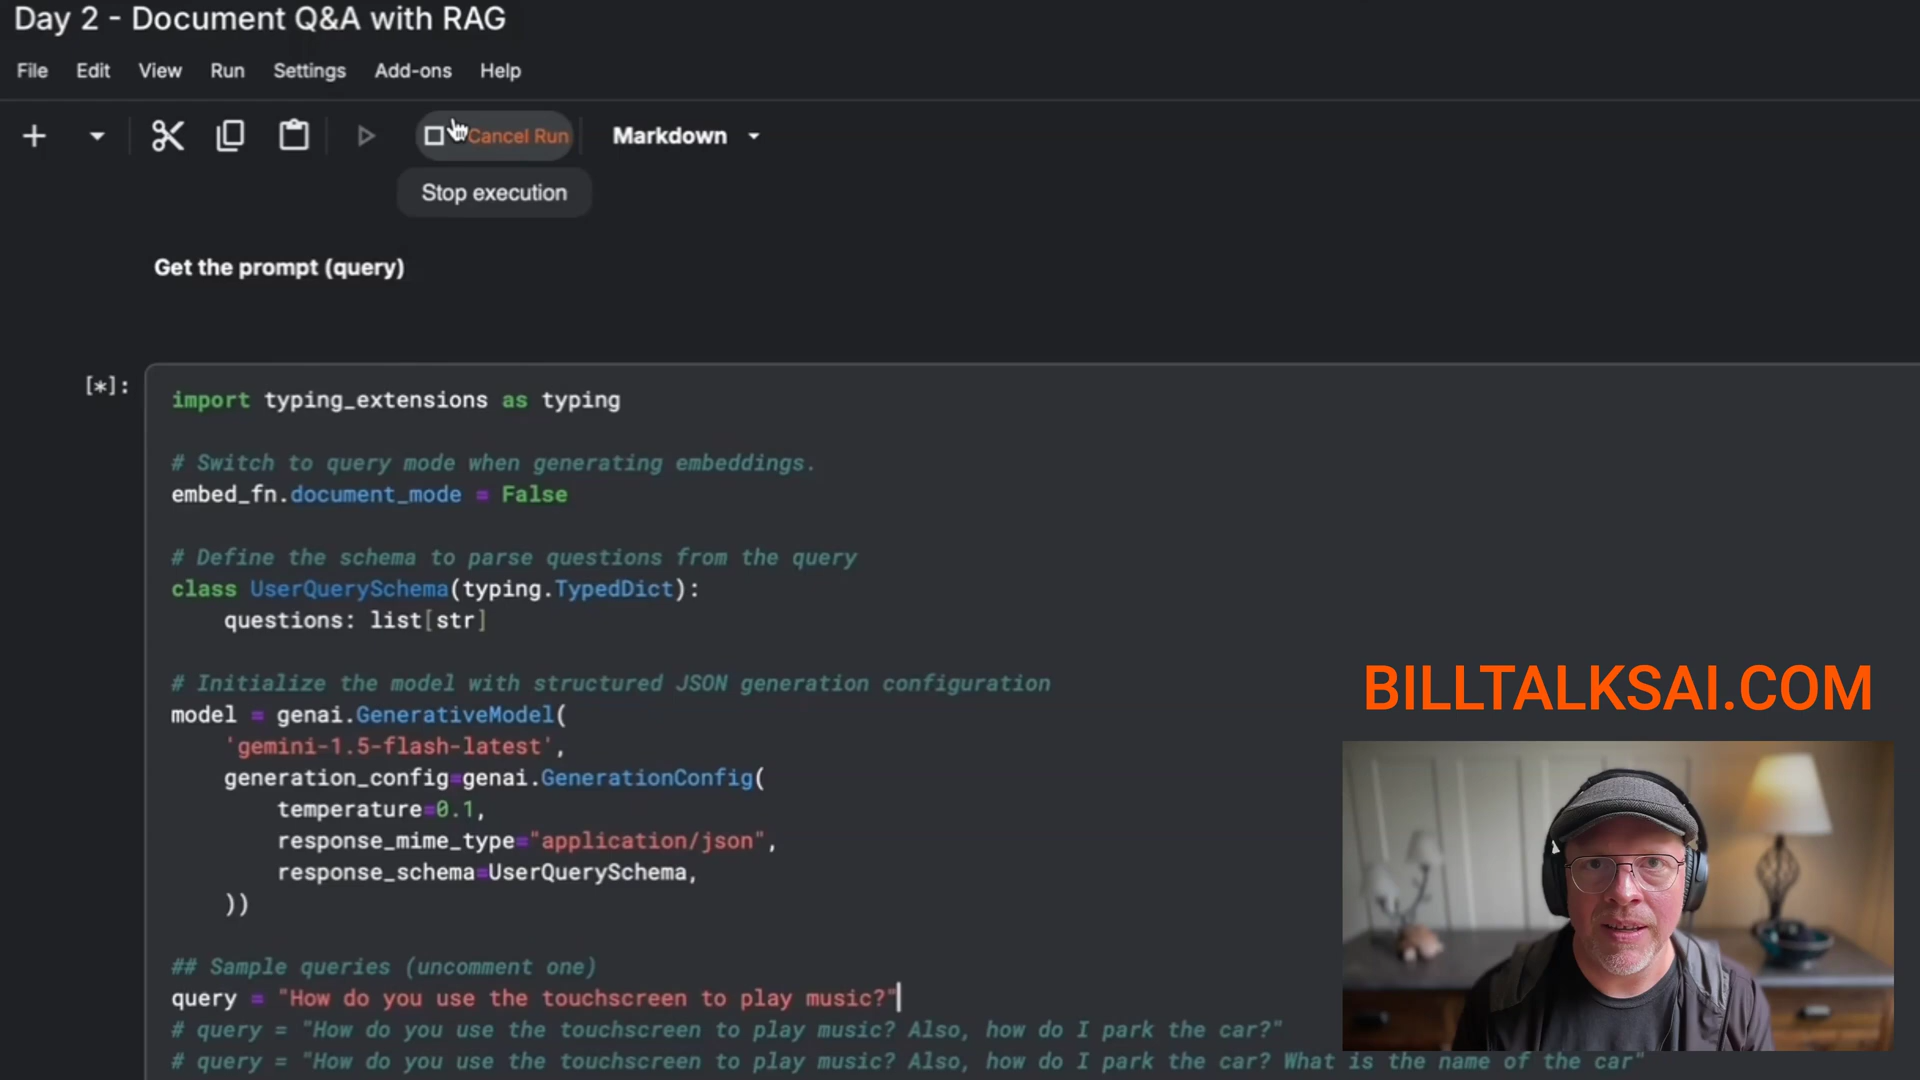 Day 2 - Document Q&A with RAG
File Edit View Run Settings Add-ons Help
Cancel Run Markdown
Stop execution
Get the prompt (query)
[*]:
import typing_extensions as typing
# Switch to query mode when generating embeddings.
embed_fn.document_mode = False
# Define the schema to parse questions from the query
class UserQuerySchema(typing.TypedDict):
questions: list[str]
# Initialize the model with structured JSON generation configuration
model = genai.GenerativeModel(
'gemini-1.5-flash-latest',
generation_config=genai.GenerationConfig(
temperature=0.1,
response_mime_type="application/json",
response_schema=UserQuerySchema,
))
## Sample queries (uncomment one)
query = "How do you use the touchscreen to play music?"
# query = "How do you use the touchscreen to play music? Also, how do I park the car?"
# query = "How do you use the touchscreen to play music? Also, how do I park the car? What is the name of the car"
BILLTALKSAI.COM